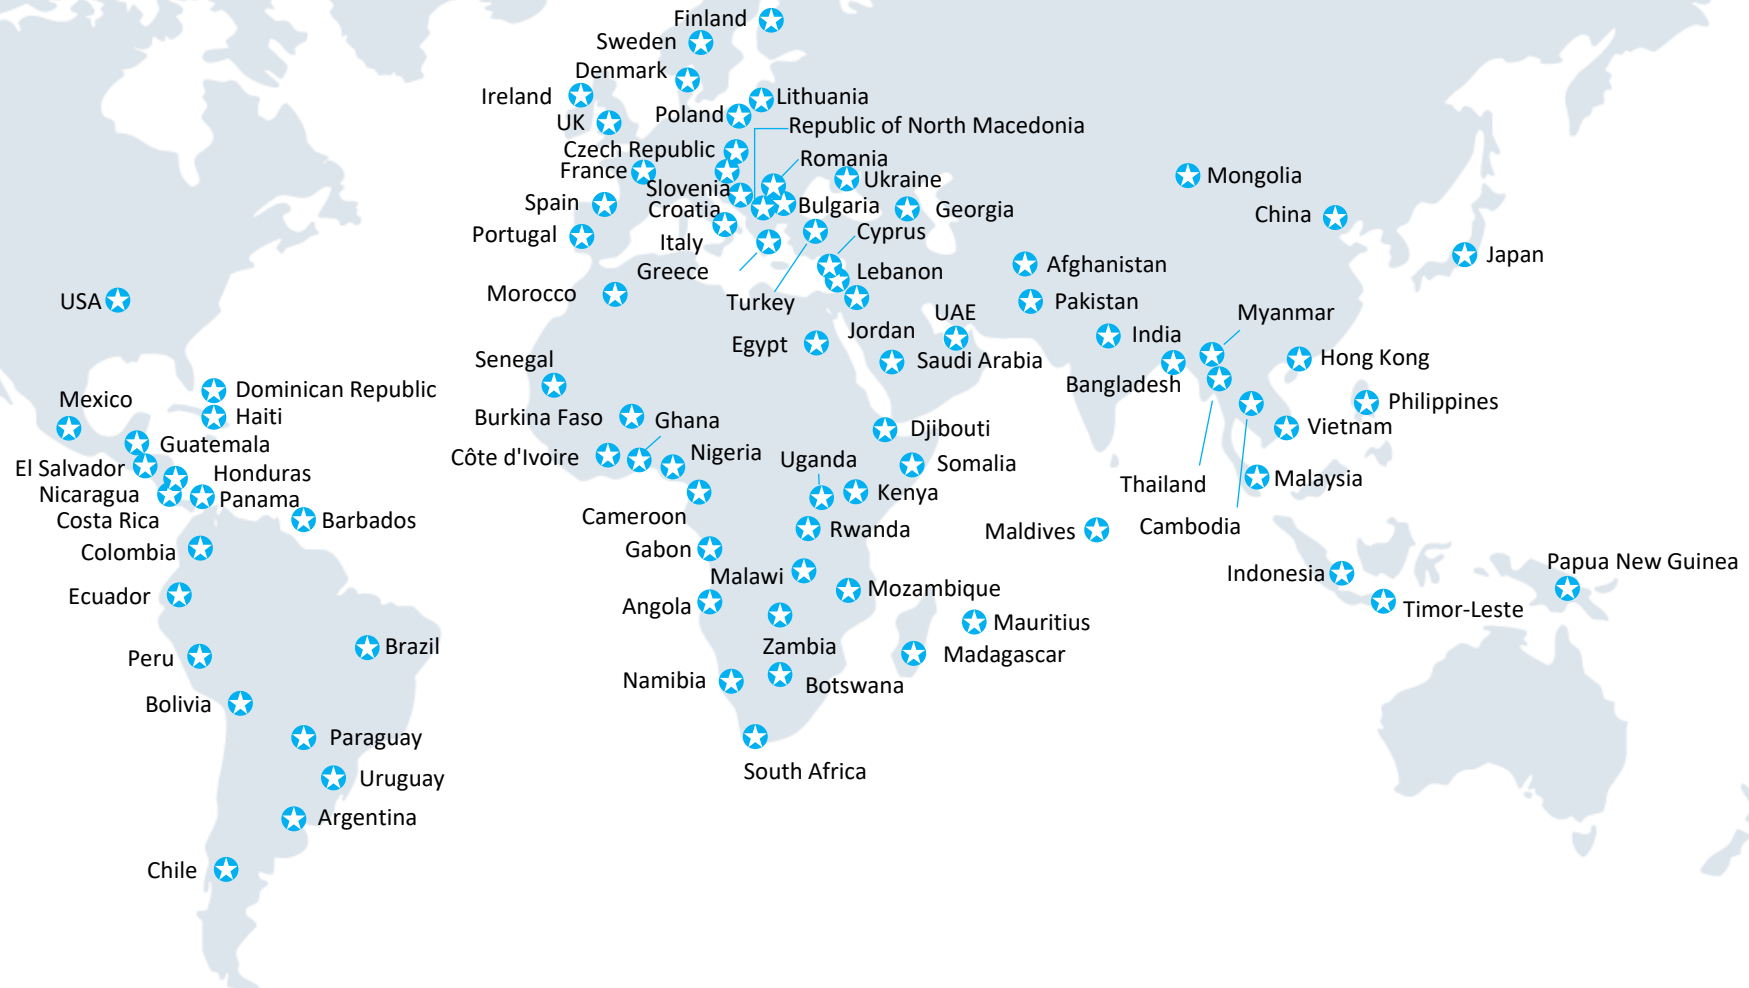 Finland
Sweden
Denmark
Ireland
Lithuania
Poland
UK
Republic of North Macedonia
Czech Republic
Romania
France
Ukraine
Mongolia
Slovenia
Spain
Croatia
Bulgaria
Georgia
China
Portugal
Italy
Cyprus
Japan
Greece
Lebanon
Afghanistan
Morocco
USA
Turkey
Pakistan
UAE
Myanmar
Jordan
Egypt
India
Senegal
Saudi Arabia
Hong Kong
Bangladesh
Dominican Republic
Mexico
Philippines
Haiti
Burkina Faso
Ghana
Djibouti
Vietnam
Guatemala
Côte d'Ivoire
Nigeria
Uganda
Somalia
El Salvador
Honduras
Thailand
Malaysia
Nicaragua
Panama
Kenya
Costa Rica
Barbados
Cameroon
Rwanda
Maldives
Cambodia
Colombia
Gabon
Papua New Guinea
Indonesia
Malawi
Mozambique
Ecuador
Angola
Timor-Leste
Mauritius
Brazil
Zambia
Madagascar
Peru
Namibia
Botswana
Bolivia
Paraguay
South Africa
Uruguay
Argentina
Chile